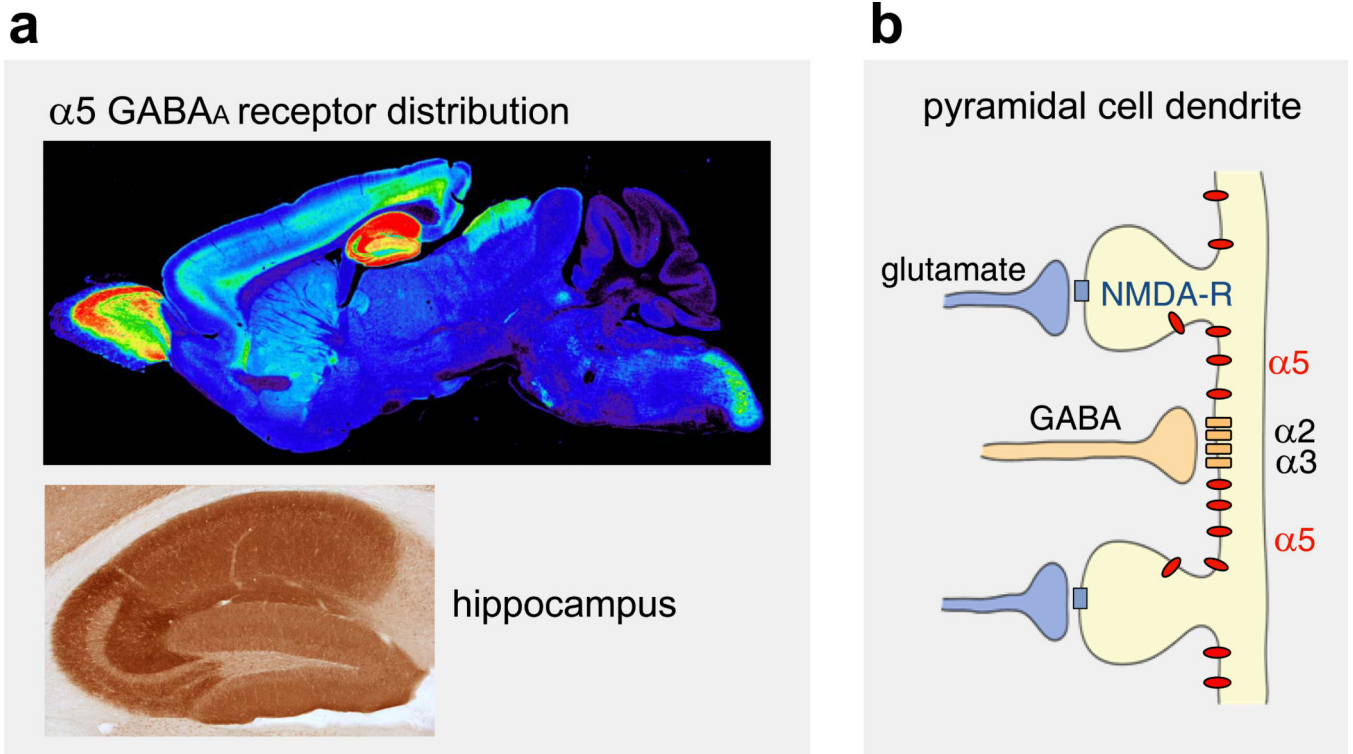 a
α5 GABAA receptor distribution
hippocampus
b
pyramidal cell dendrite
glutamate
NMDA-R
α5
GABA
α2
α3
α5